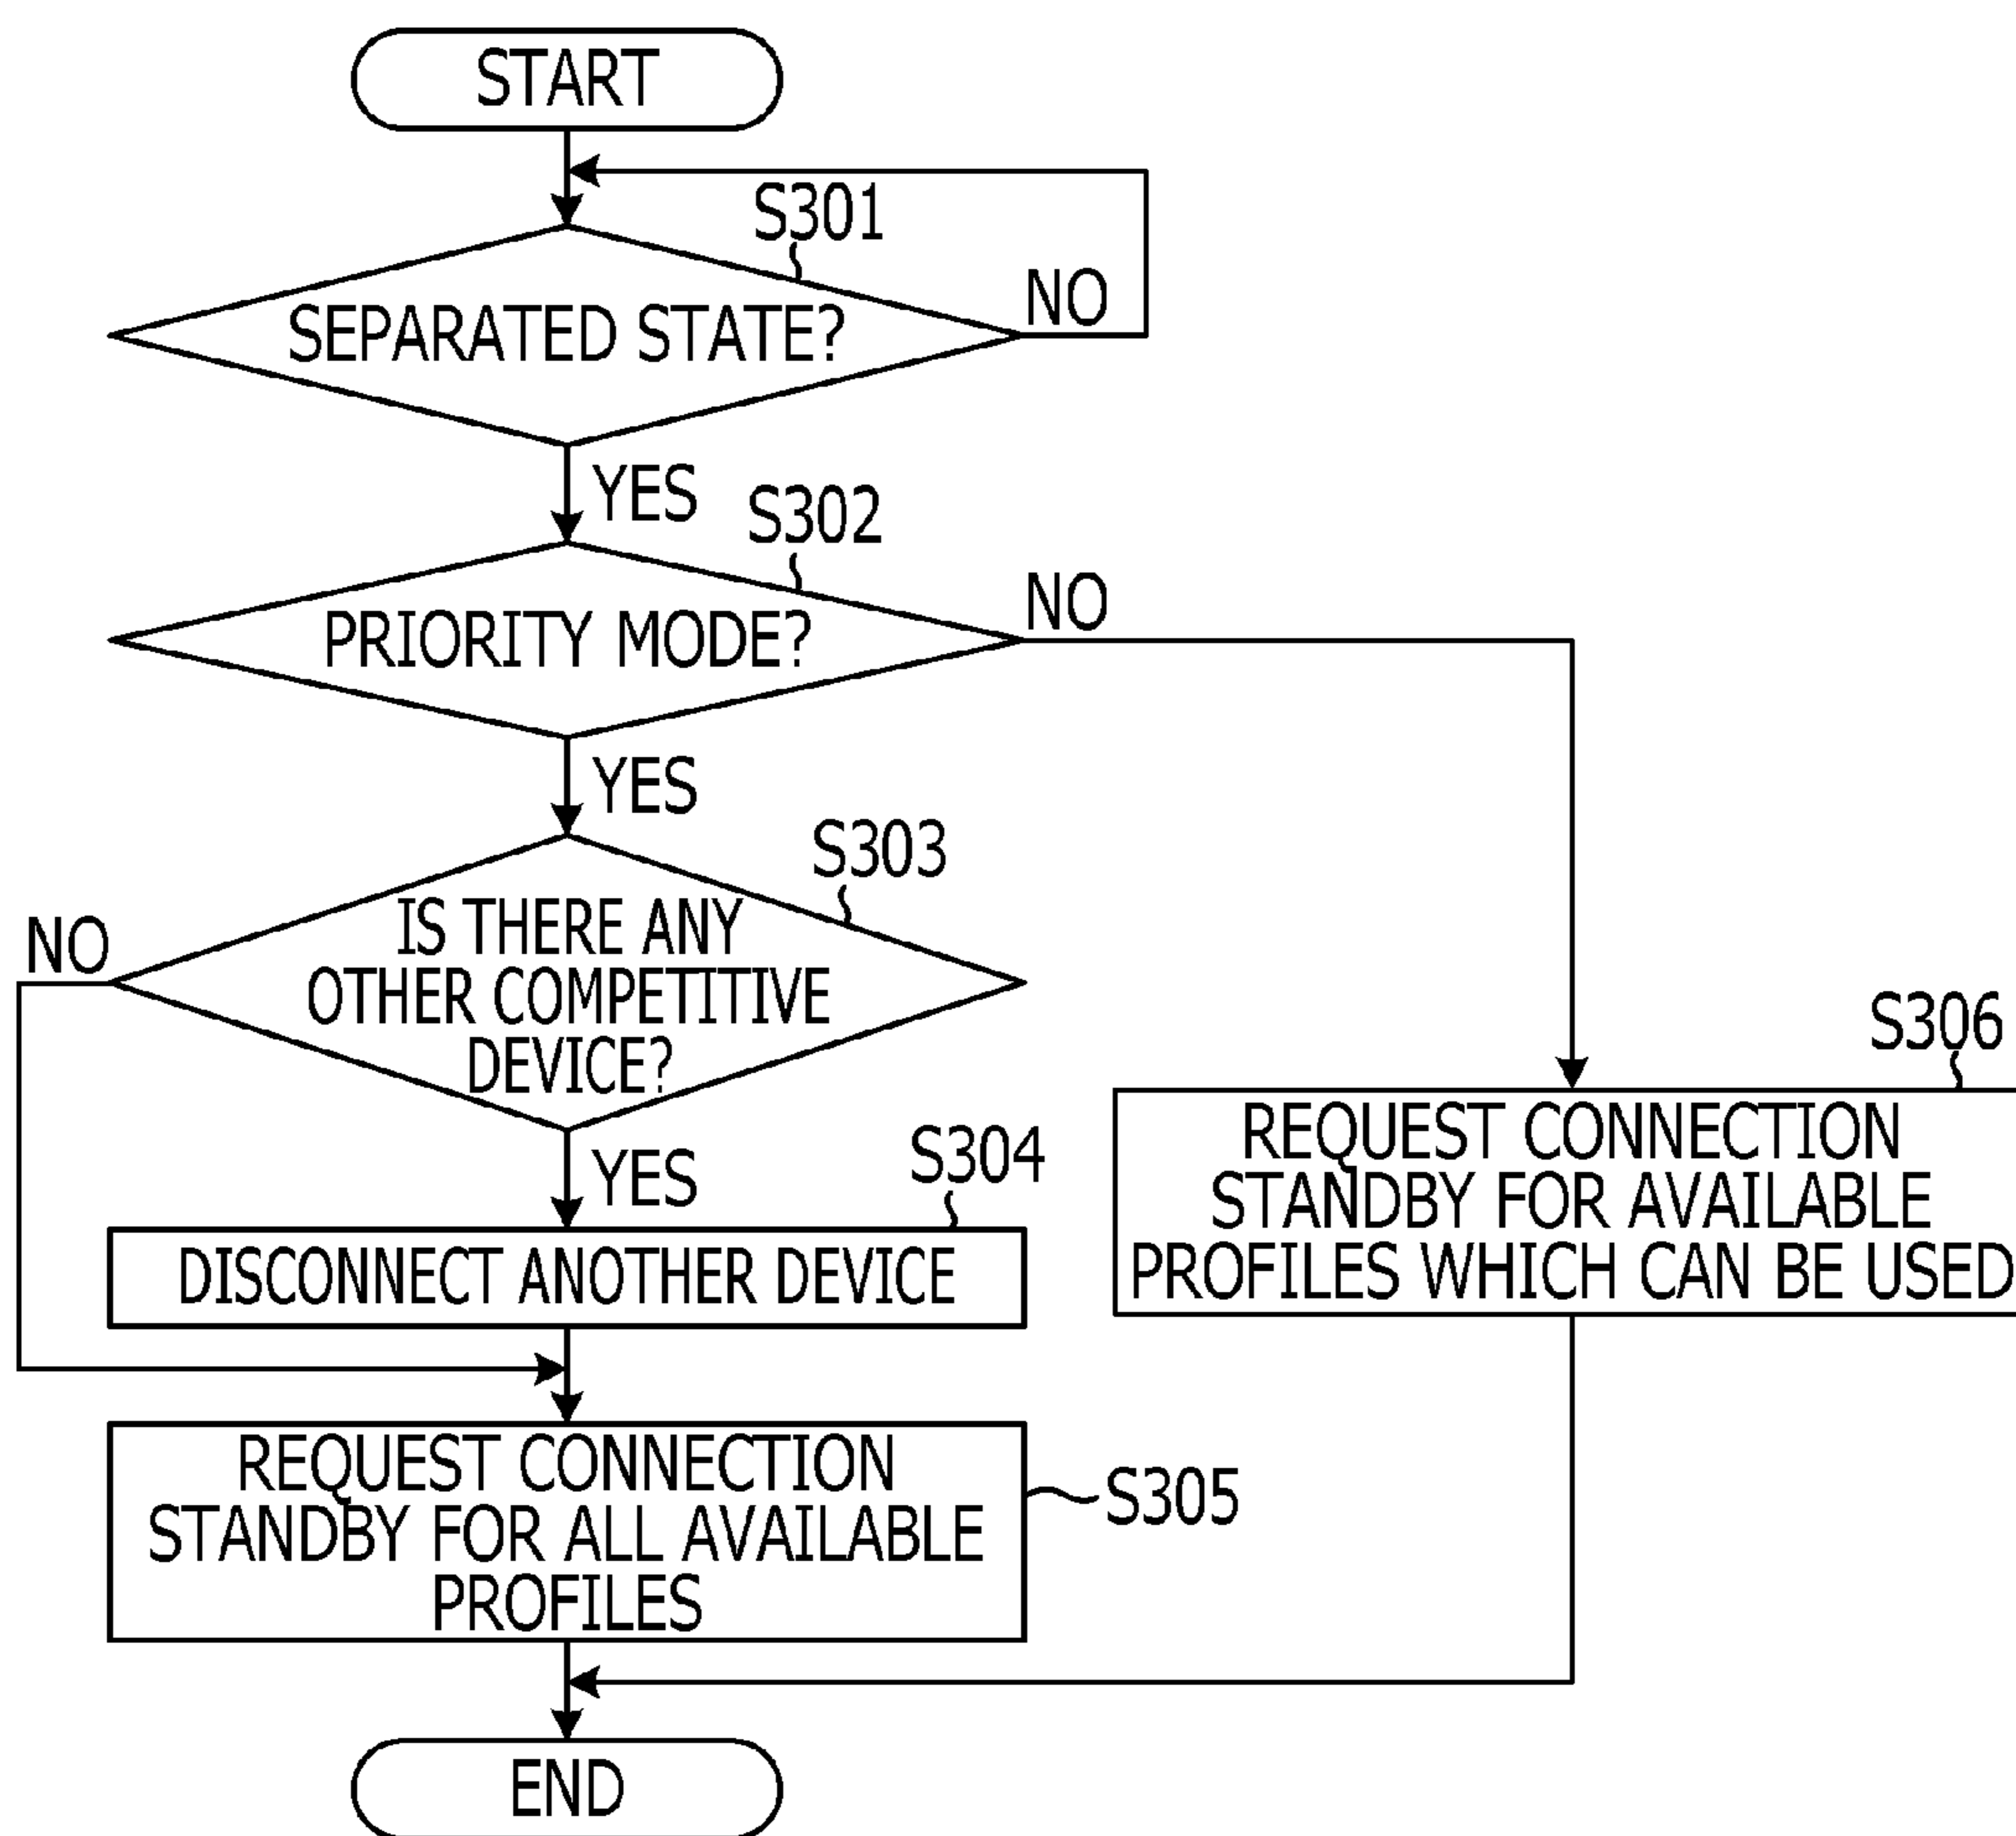 START
S301
SEPARATED STATE?
NO
YES
S302
PRIORITY MODE?
NO
YES
S303
IS THERE ANY
OTHER COMPETITIVE
DEVICE?
NO
YES
S304
DISCONNECT ANOTHER DEVICE
S306
REQUEST CONNECTION
STANDBY FOR AVAILABLE
PROFILES WHICH CAN BE USED
REQUEST CONNECTION
STANDBY FOR ALL AVAILABLE
PROFILES
S305
END